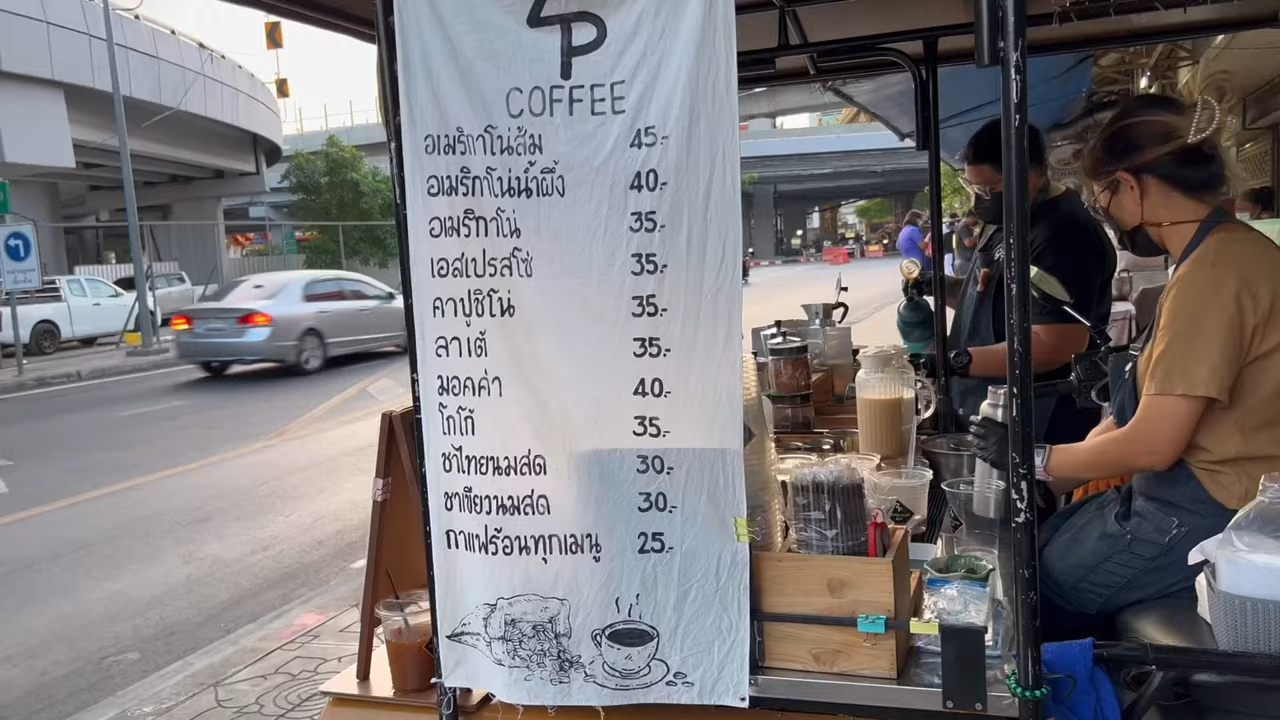 4P
COFFEE
อเมริกาโน่ส้ม 45.-
อเมริกาโน่น้ำผึ้ง 40.-
อเมริกาโน่ 35.-
เอสเปรสโซ่ 35.-
คาปูชิโน่ 35.-
ลาเต้ 35.-
มอคค่า 40.-
โกโก้ 35.-
ชาไทยนมสด 30.-
ชาเขียวนมสด 30.-
กาแฟร้อนทุกเมนู 25.-